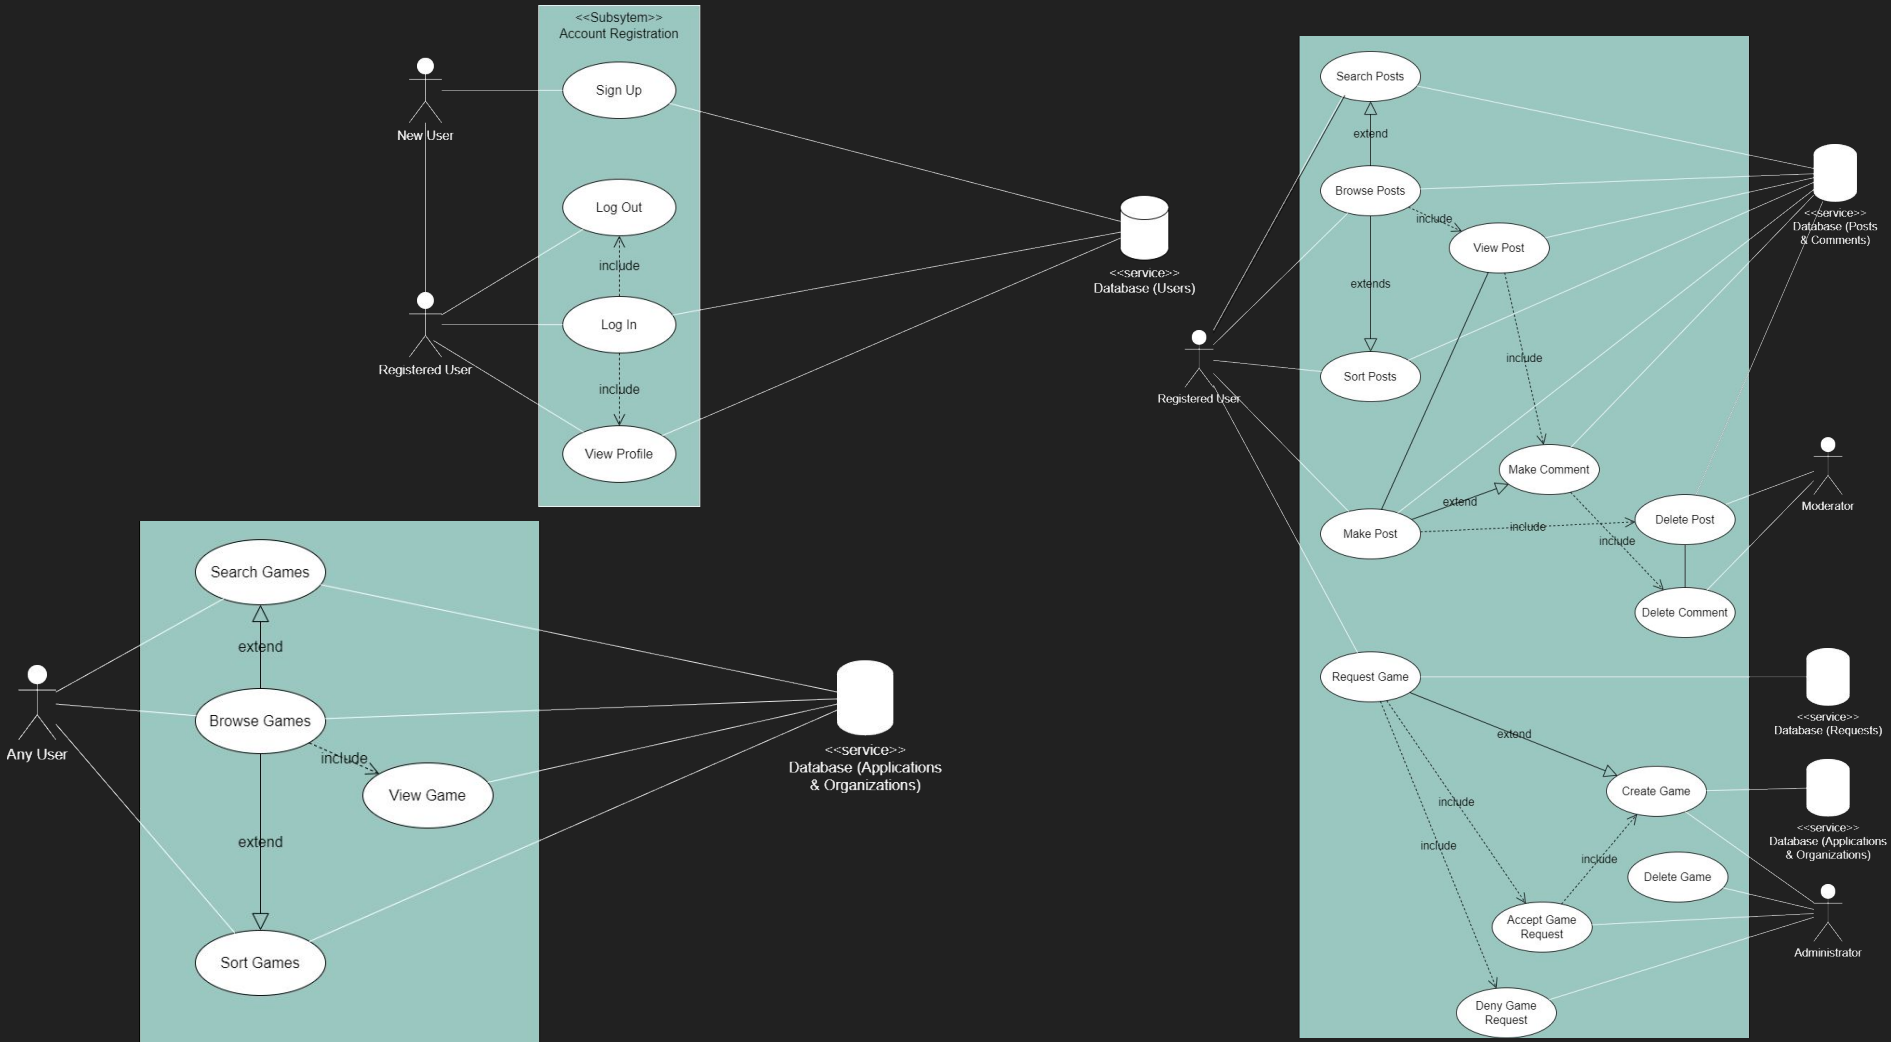 <<Subsytem>>
Account Registration
Sign Up
New User
Log Out
include
Log In
Registered User
include
View Profile
<<service>>
Database (Users)
Search Games
extend
Browse Games
include
View Game
extend
Sort Games
Any User
<<service>>
Database (Applications
& Organizations)
Search Posts
extend
Browse Posts
include
View Post
extends
include
Sort Posts
Registered User
Make Comment
extend
Make Post
include
include
Delete Post
Delete Comment
<<service>>
Database (Posts
& Comments)
Moderator
Request Game
<<service>>
Database (Requests)
extend
Create Game
include
include
include
<<service>>
Database (Applications
& Organizations)
Delete Game
Accept Game
Request
Administrator
Deny Game
Request